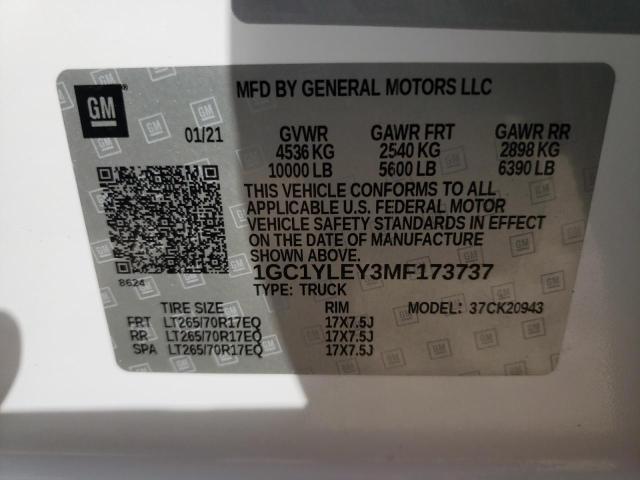 GM
MFD BY GENERAL MOTORS LLC
01/21
GVWR GAWR FRT GAWR RR
4536 KG 2540 KG 2898 KG
10000 LB 5600 LB 6390 LB
THIS VEHICLE CONFORMS TO ALL
APPLICABLE U.S. FEDERAL MOTOR
VEHICLE SAFETY STANDARDS IN EFFECT
ON THE DATE OF MANUFACTURE
SHOWN ABOVE.
8624
1GC1YLEY3MF173737
TYPE: TRUCK
TIRE SIZE RIM MODEL: 37CK20943
FRT LT265/70R17EQ 17X7.5J
RR LT265/70R17EQ 17X7.5J
SPA LT265/70R17EQ 17X7.5J